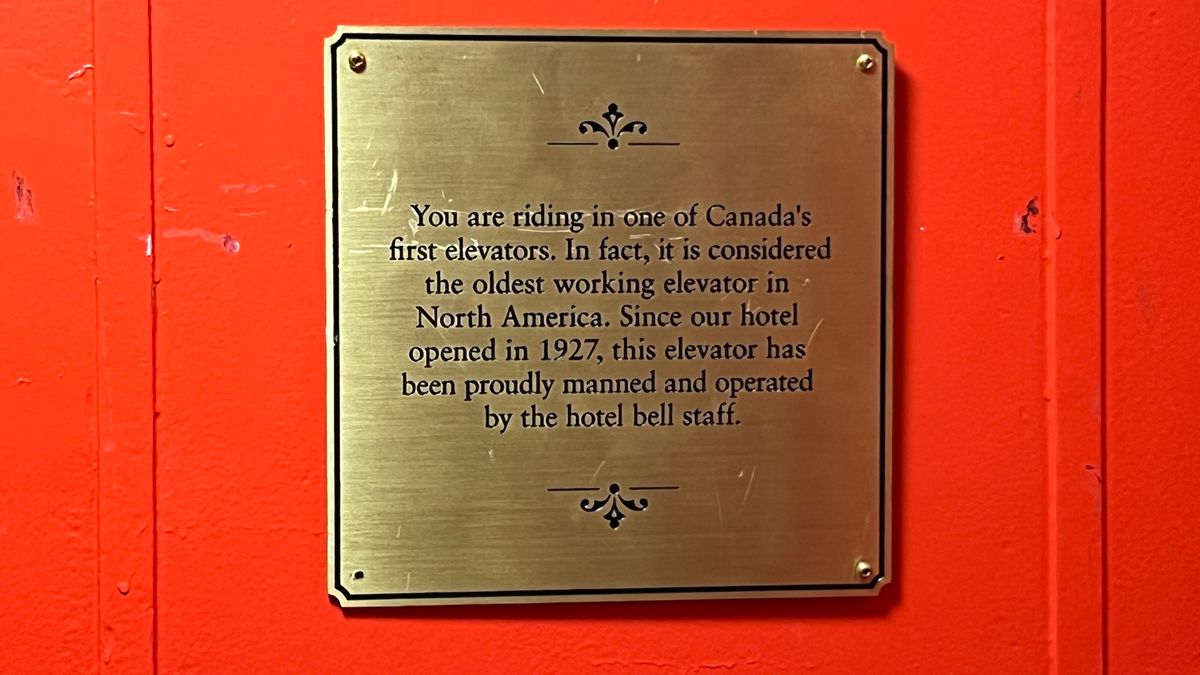 You are riding in one of Canada's
first elevators. In fact, it is considered
the oldest working elevator in
North America. Since our hotel
opened in 1927, this elevator has
been proudly manned and operated
by the hotel bell staff.